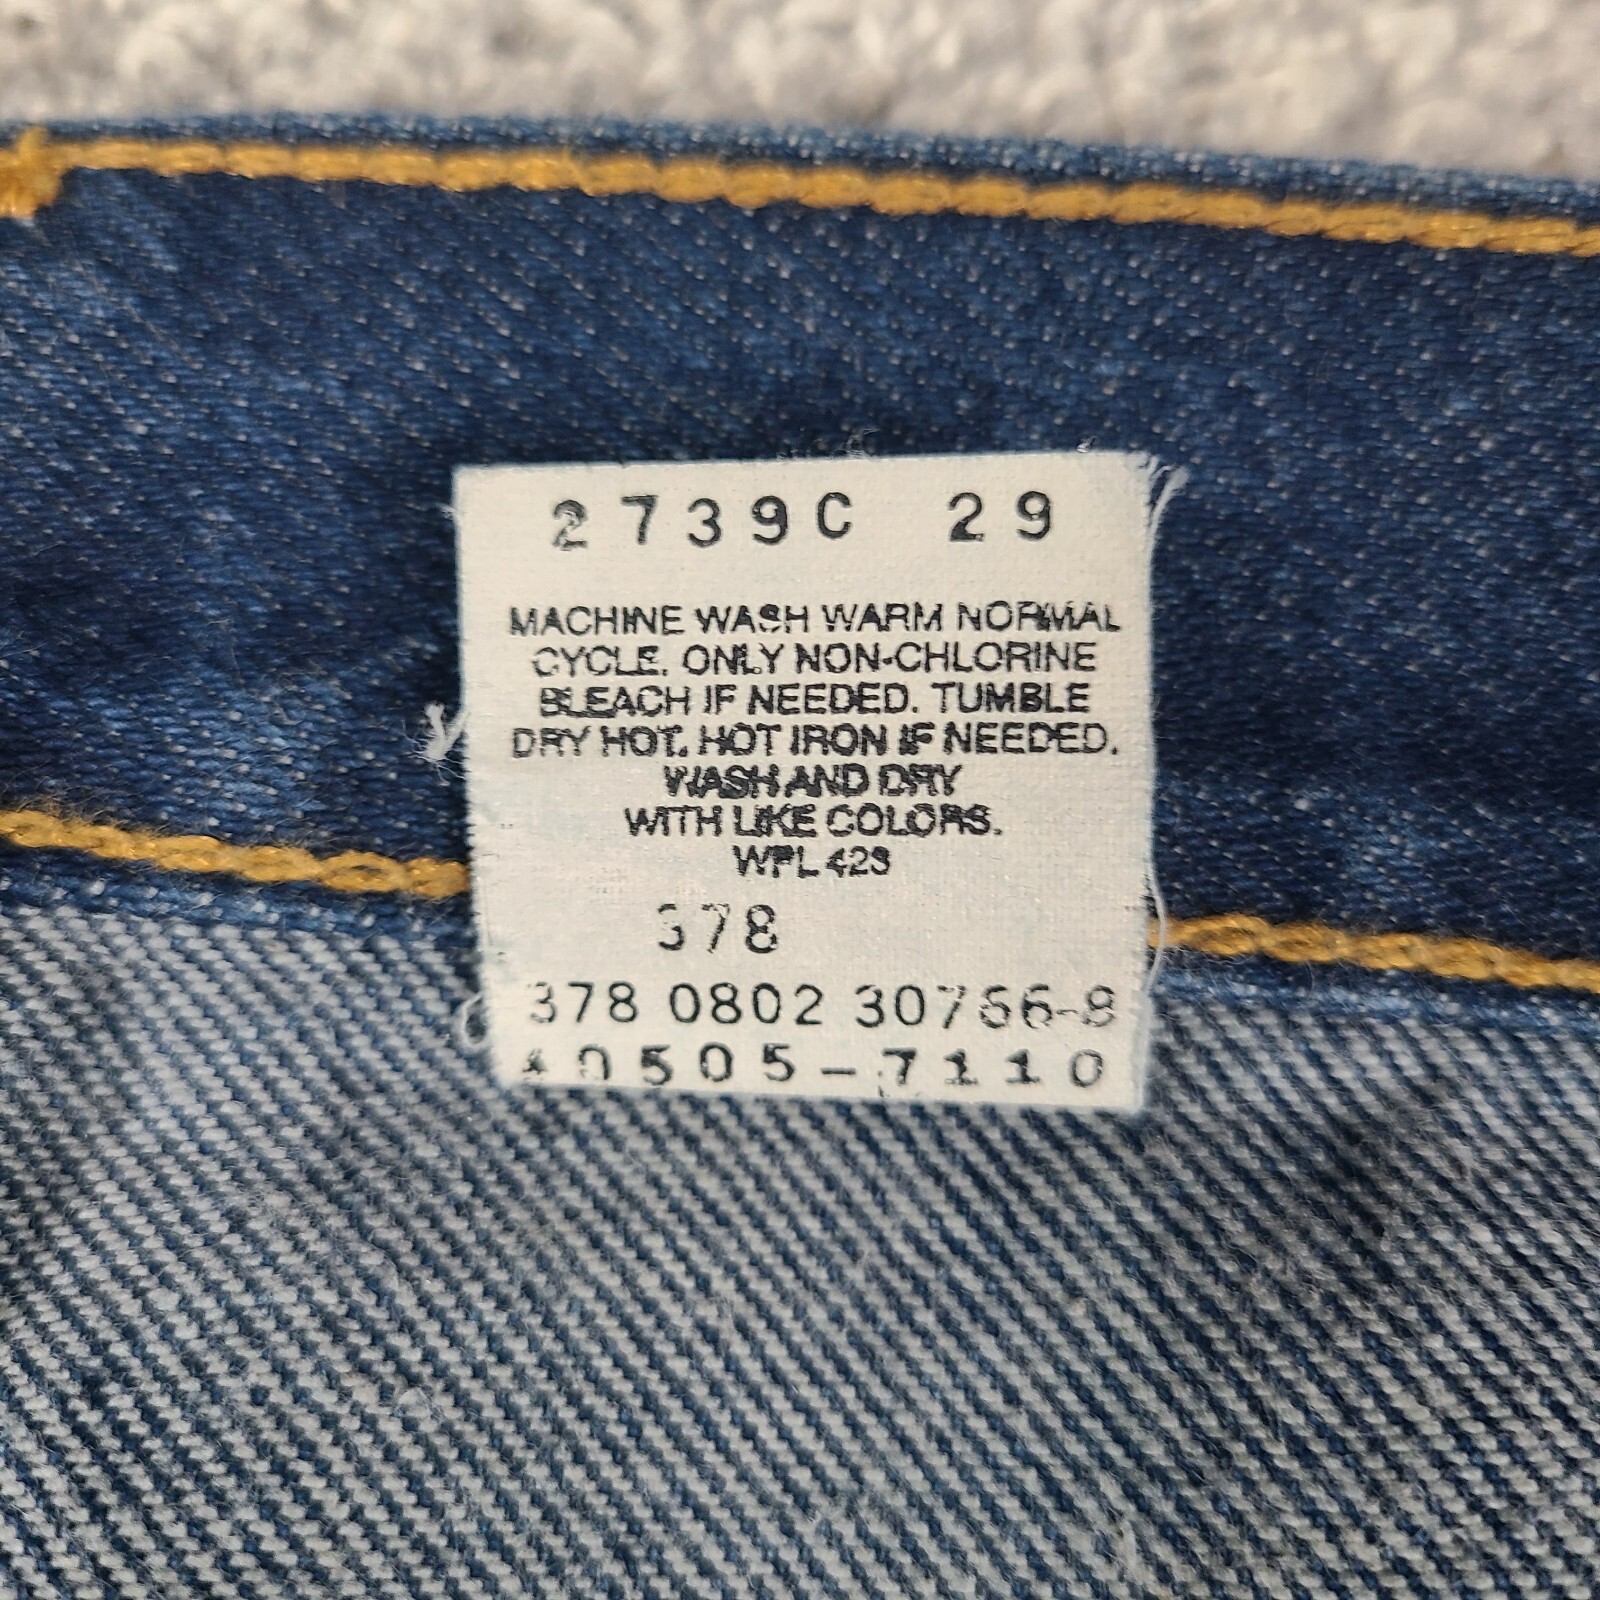 2739C 29
MACHINE WASH WARM NORMAL
CYCLE. ONLY NON-CHLORINE
BLEACH IF NEEDED. TUMBLE
DRY HOT. HOT IRON IF NEEDED.
WASH AND DRY
WITH LIKE COLORS.
WPL 423
378
378 0802 30766-8
10505-7110